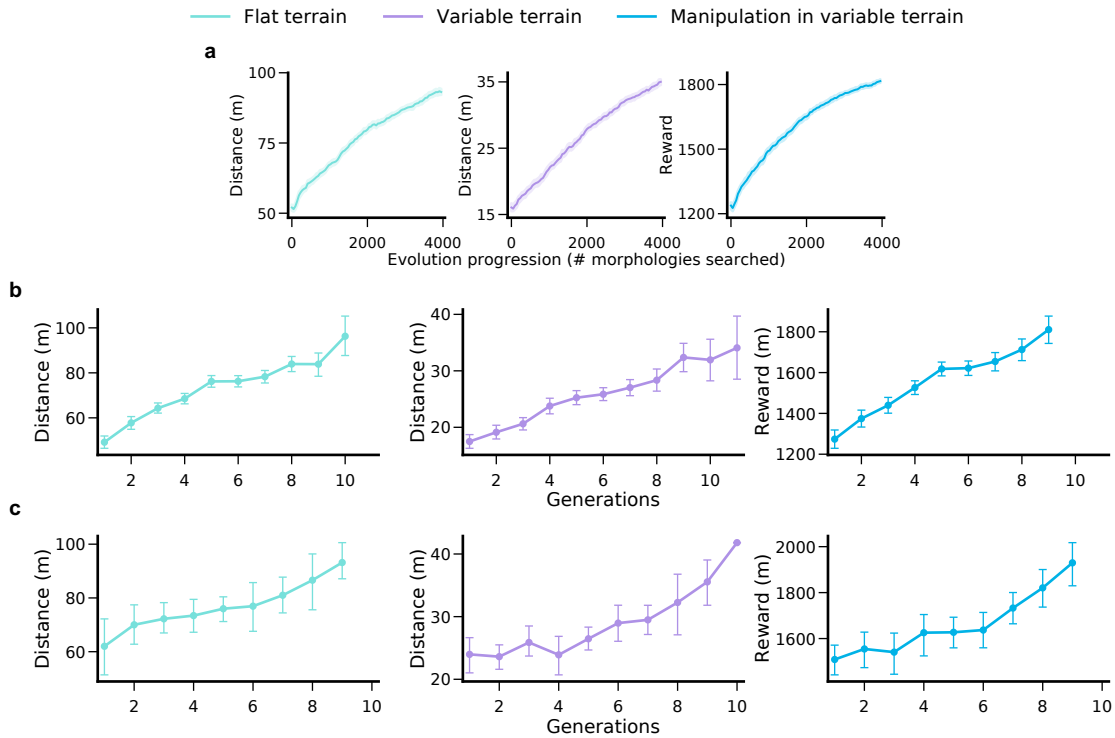 Flat terrain Variable terrain Manipulation in variable terrain
a
Distance (m) 100 75 50 0 2000 4000
Distance (m) 35 25 15 0 2000 4000
Reward 1800 1500 1200 0 2000 4000
Evolution progression (# morphologies searched)
b
Distance (m) 100 80 60 2 4 6 8 10
Distance (m) 40 30 20 2 4 6 8 10
Reward (m) 1800 1600 1400 1200 2 4 6 8 10
Generations
c
Distance (m) 100 80 60 2 4 6 8 10
Distance (m) 40 30 20 2 4 6 8 10
Reward (m) 2000 1800 1600 2 4 6 8 10
Generations